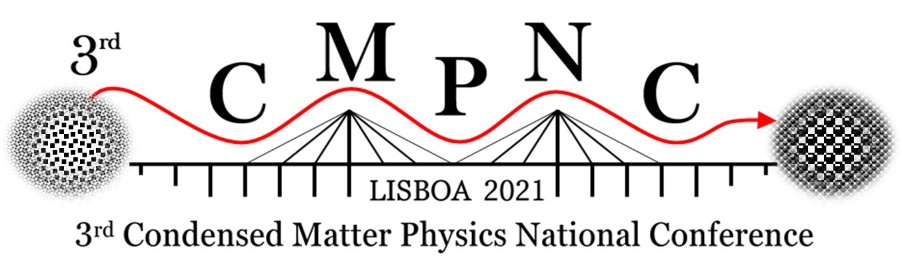 3rd C M P N C
LISBOA 2021
3rd Condensed Matter Physics National Conference